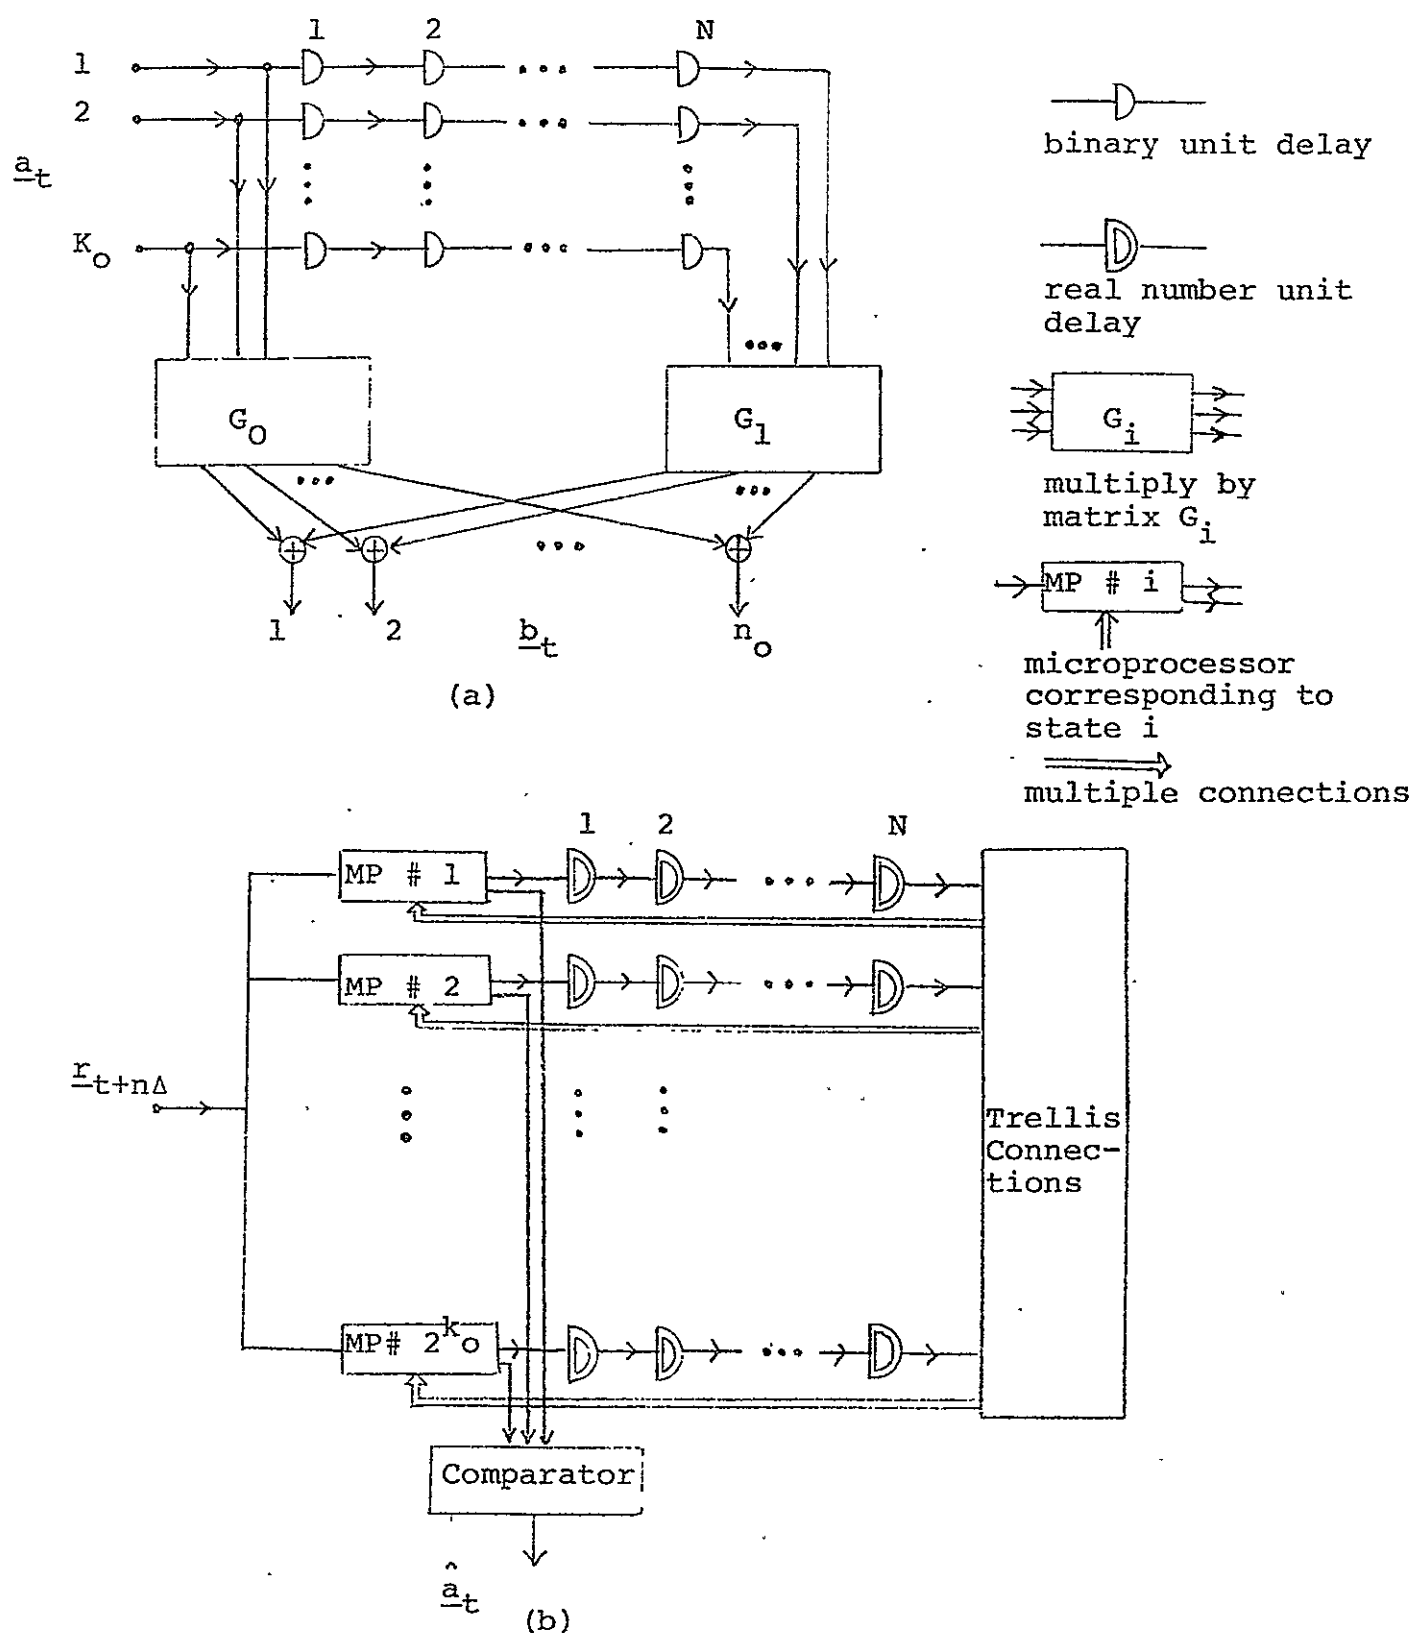 1 2 N
1
2
a_t
K_o
G_0
G_1
1 2 b_t n_o
(a)
binary unit delay
real number unit
delay
G_i
multiply by
matrix G_i
MP # i
microprocessor
corresponding to
state i
multiple connections
1 2 N
MP # 1
MP # 2
r_t+nΔ
Trellis
Connec-
tions
MP# 2^k_o
Comparator
â_t
(b)